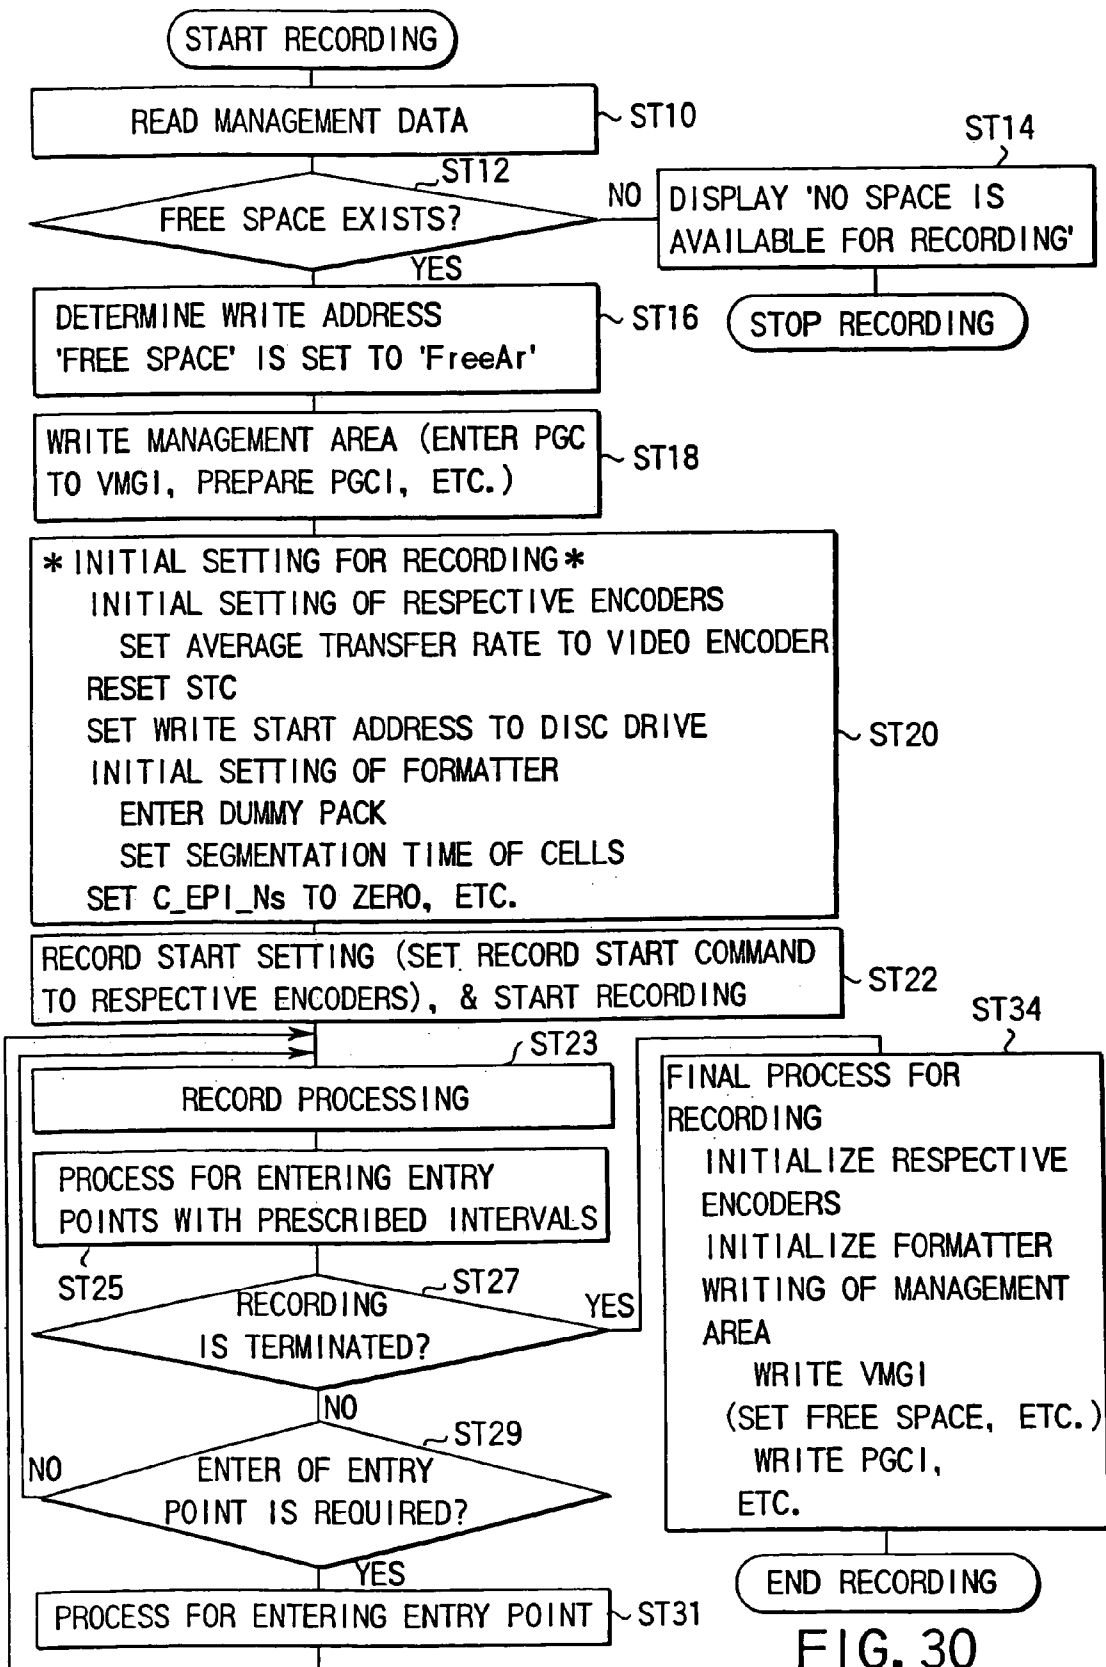 START RECORDING
READ MANAGEMENT DATA
ST10
ST12
FREE SPACE EXISTS?
NO
YES
ST14
DISPLAY 'NO SPACE IS
AVAILABLE FOR RECORDING'
STOP RECORDING
DETERMINE WRITE ADDRESS
'FREE SPACE' IS SET TO 'FreeAr'
ST16
WRITE MANAGEMENT AREA (ENTER PGC
TO VMGI, PREPARE PGCI, ETC.)
ST18
* INITIAL SETTING FOR RECORDING *
INITIAL SETTING OF RESPECTIVE ENCODERS
SET AVERAGE TRANSFER RATE TO VIDEO ENCODER
RESET STC
SET WRITE START ADDRESS TO DISC DRIVE
INITIAL SETTING OF FORMATTER
ENTER DUMMY PACK
SET SEGMENTATION TIME OF CELLS
SET C_EPI_Ns TO ZERO, ETC.
ST20
RECORD START SETTING (SET RECORD START COMMAND
TO RESPECTIVE ENCODERS), & START RECORDING
ST22
ST23
RECORD PROCESSING
PROCESS FOR ENTERING ENTRY
POINTS WITH PRESCRIBED INTERVALS
ST25
ST27
RECORDING
IS TERMINATED?
YES
NO
ST29
ENTER OF ENTRY
POINT IS REQUIRED?
NO
YES
PROCESS FOR ENTERING ENTRY POINT
ST31
ST34
FINAL PROCESS FOR
RECORDING
INITIALIZE RESPECTIVE
ENCODERS
INITIALIZE FORMATTER
WRITING OF MANAGEMENT
AREA
WRITE VMGI
(SET FREE SPACE, ETC.)
WRITE PGCI,
ETC.
END RECORDING
FIG. 30